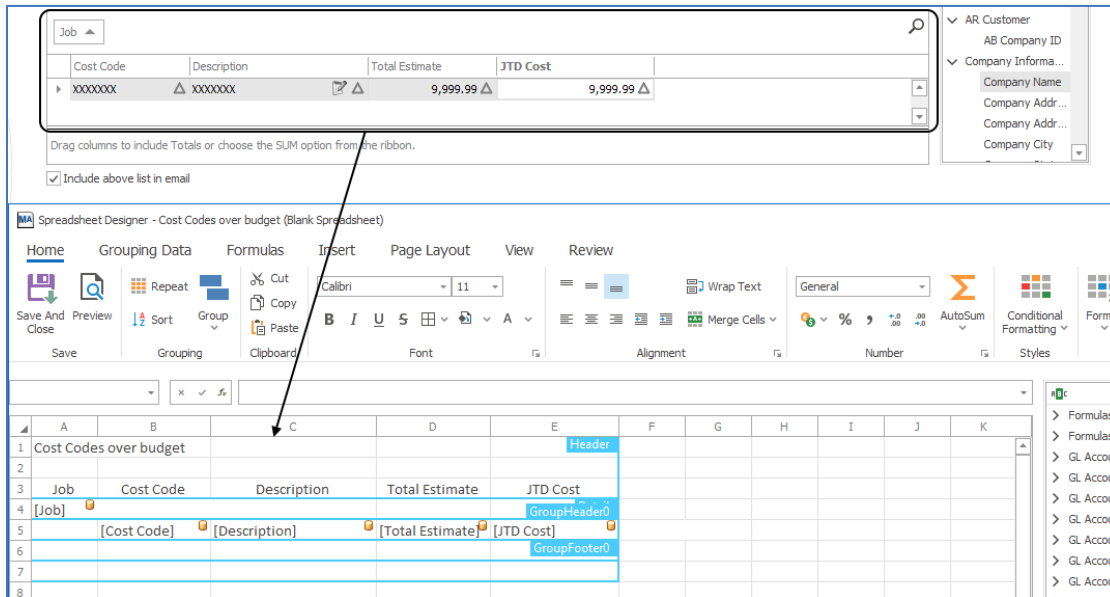 Job
AR Customer
AB Company ID
Company Informa...
Company Name
Company Addr...
Company Addr...
Company City
Cost Code Description Total Estimate JTD Cost
XXXXXXX XXXXXXX 9,999.99 9,999.99
Drag columns to include Totals or choose the SUM option from the ribbon.
Include above list in email
MA Spreadsheet Designer - Cost Codes over budget (Blank Spreadsheet)
Home Grouping Data Formulas Insert Page Layout View Review
Save And Close Preview Repeat Sort Group Cut Copy Paste
Calibri 11 Wrap Text General
B I U S A Merge Cells % AutoSum Conditional Formatting Form
Save Grouping Clipboard Font Alignment Number Styles
A B C D E F G H I J K
1 Cost Codes over budget Header
2
3 Job Cost Code Description Total Estimate JTD Cost
4 [Job] GroupHeader0
5 [Cost Code] [Description] [Total Estimate] [JTD Cost]
6 GroupFooter0
7
8
Formulas
Formulas
GL Accou
GL Accou
GL Accou
GL Accou
GL Accou
GL Accou
GL Accou